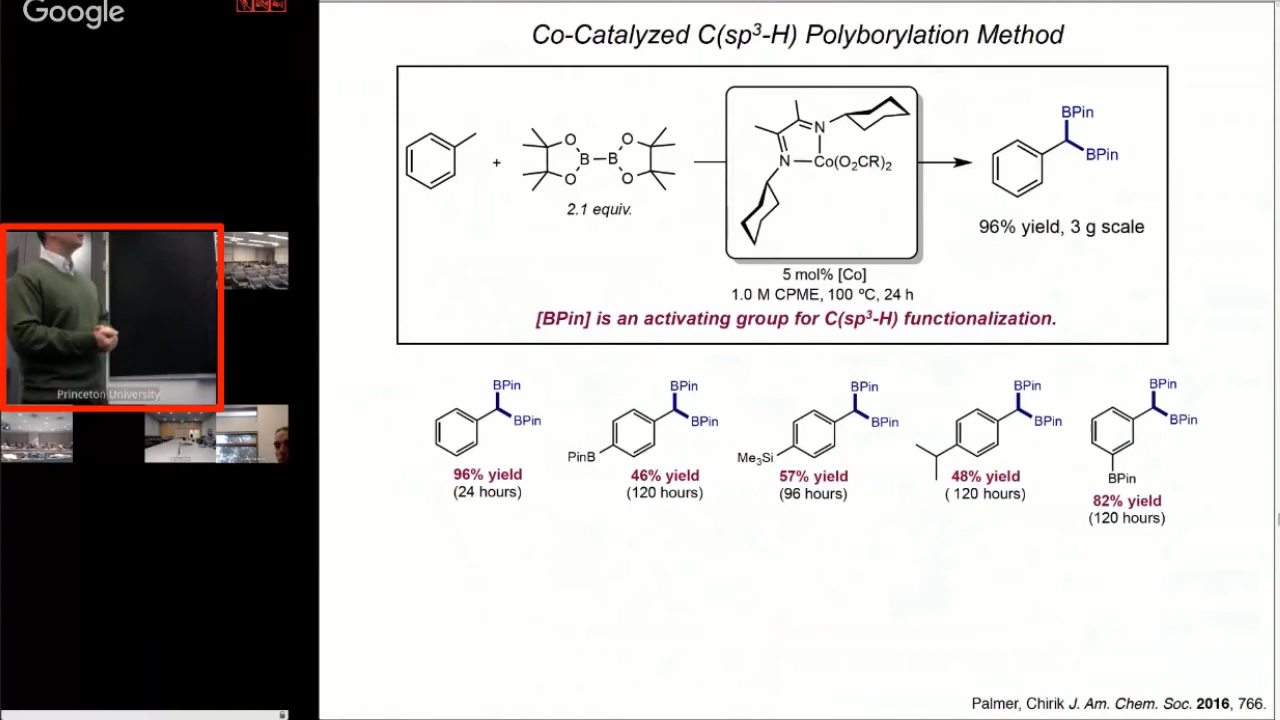 Google
Co-Catalyzed C(sp³-H) Polyborylation Method
+
O
O
B
B
O
O
2.1 equiv.
N
N
Co(O₂CR)₂
5 mol% [Co]
1.0 M CPME, 100 ºC, 24 h
BPin
BPin
96% yield, 3 g scale
[BPin] is an activating group for C(sp³-H) functionalization.
BPin
BPin
96% yield
(24 hours)
BPin
BPin
PinB
46% yield
(120 hours)
BPin
BPin
Me₃Si
57% yield
(96 hours)
BPin
BPin
48% yield
( 120 hours)
BPin
BPin
BPin
82% yield
(120 hours)
Princeton University
Palmer, Chirik J. Am. Chem. Soc. 2016, 766.